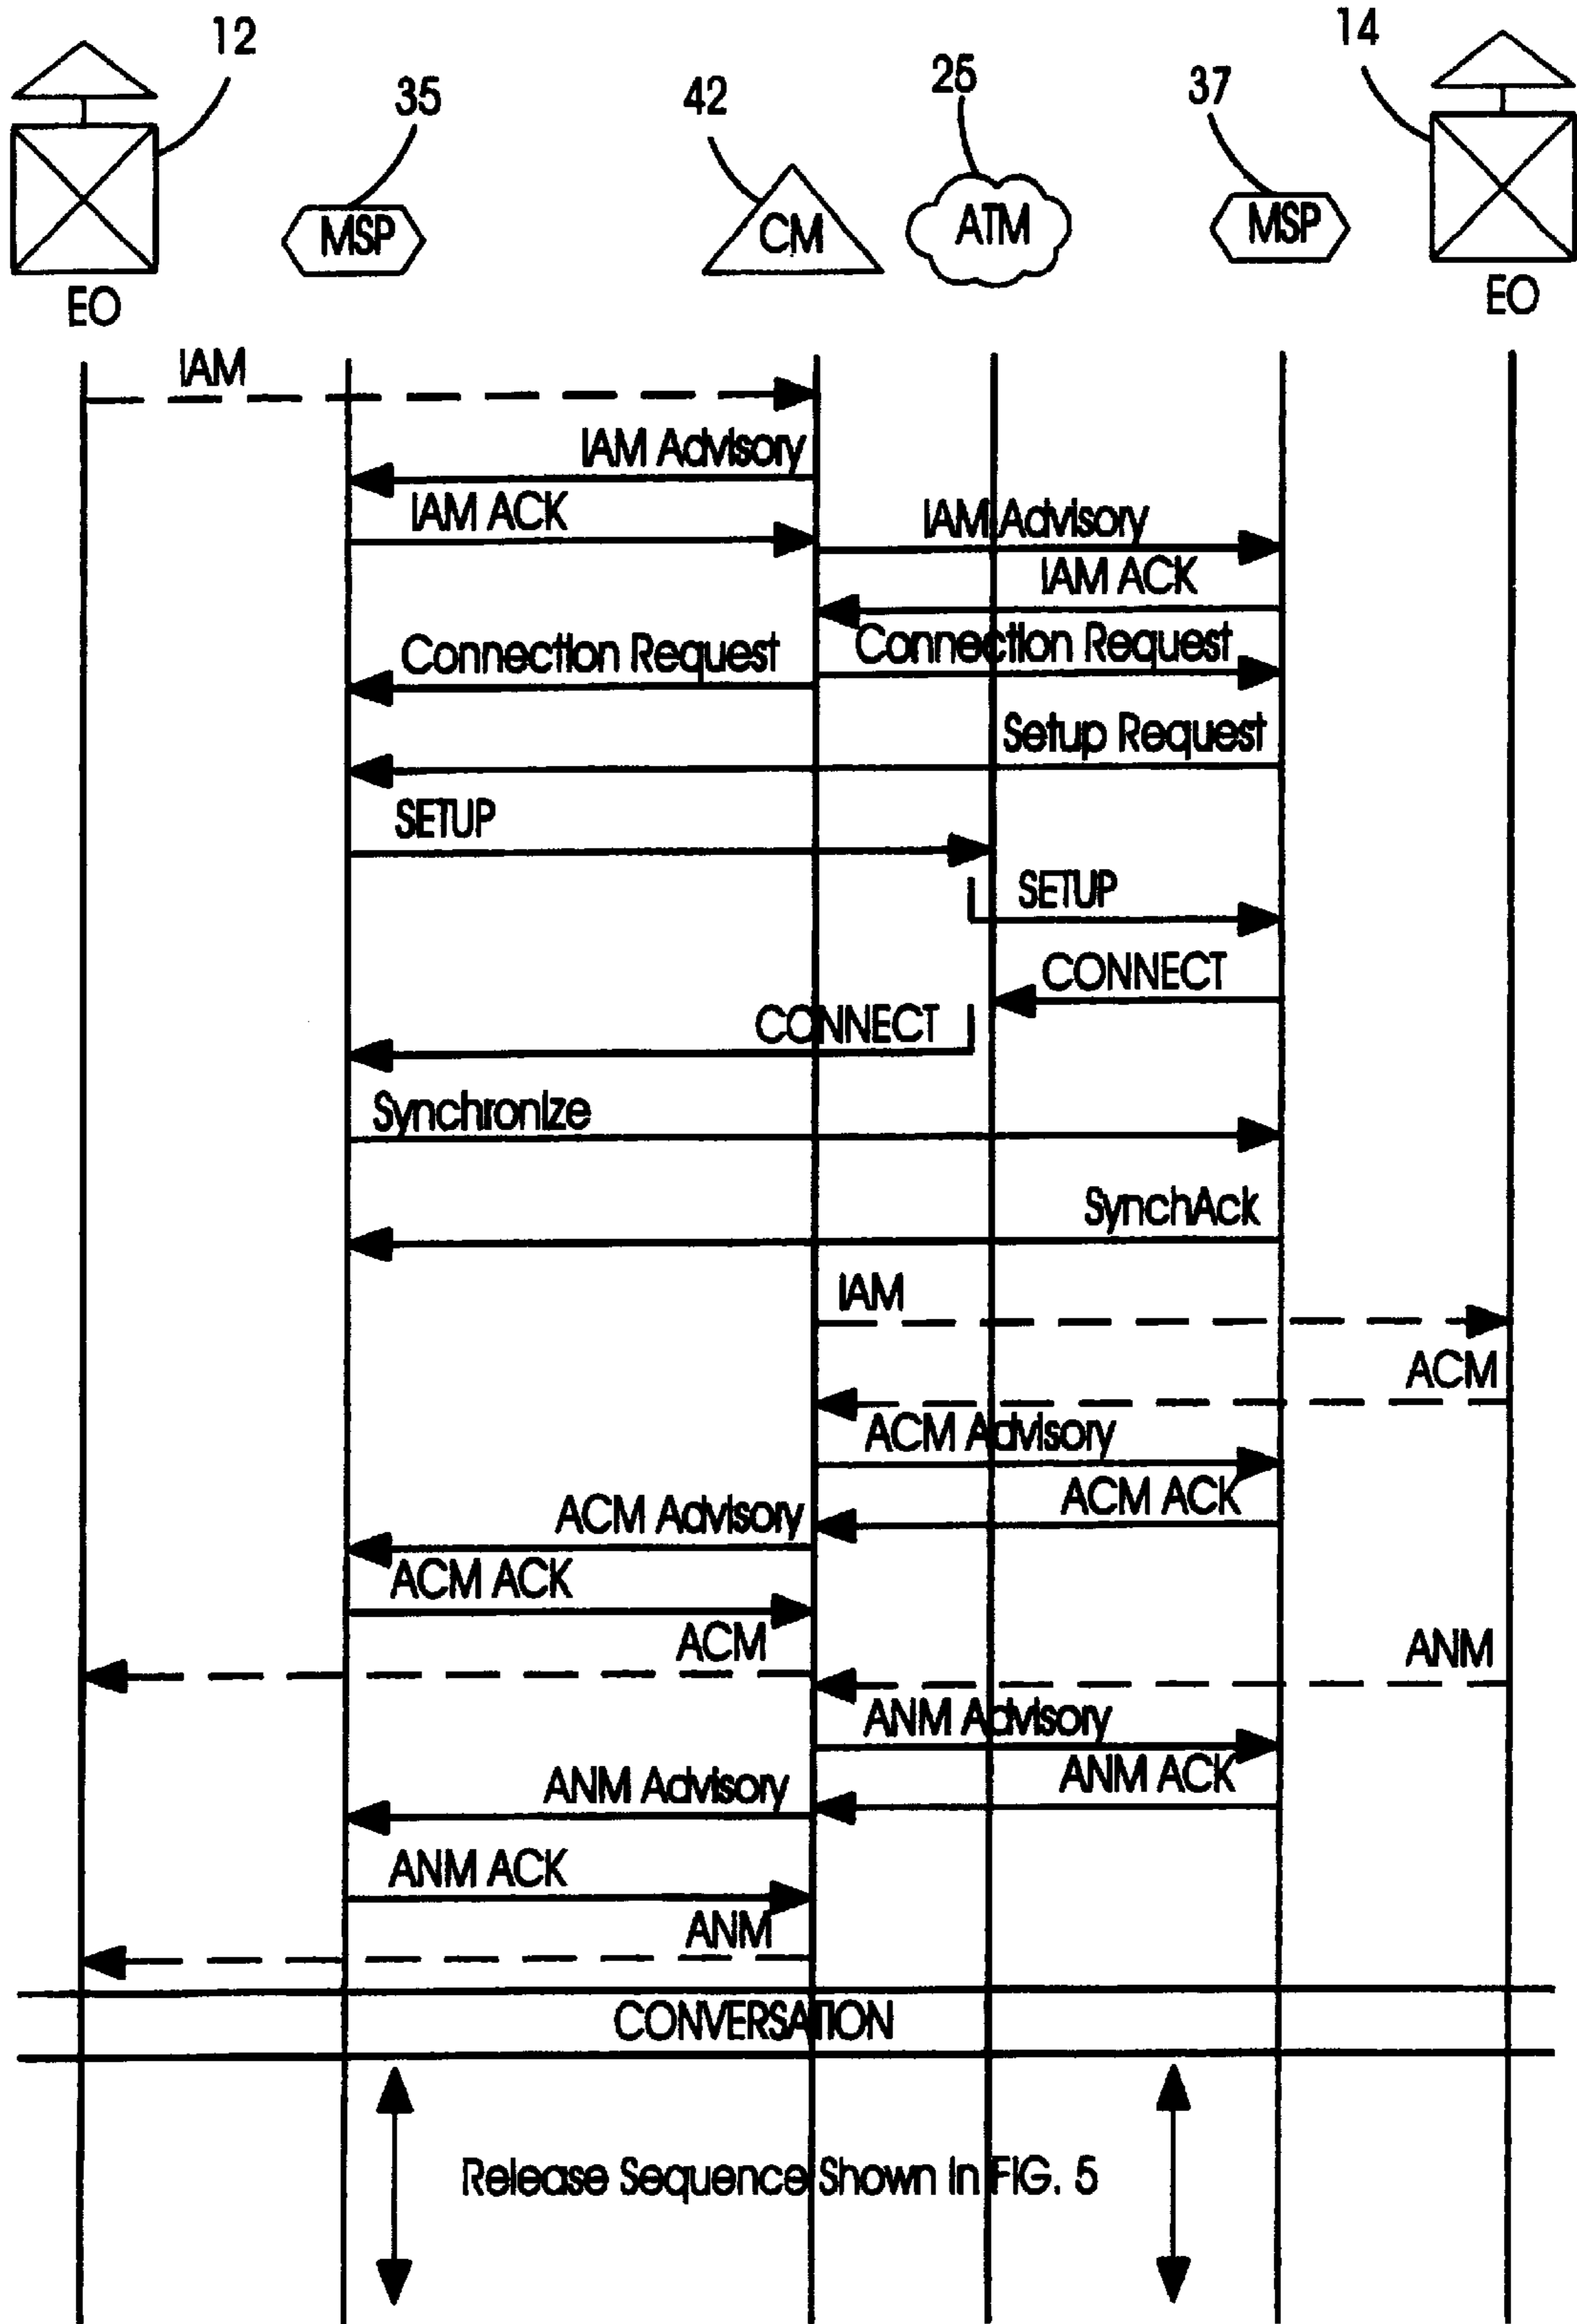 12
14
35
42
25
37
MSP
CM
ATM
MSP
EO
EO
IAM
IAM Advisory
IAM ACK
IAM Advisory
IAM ACK
Connection Request
Connection Request
Setup Request
SETUP
SETUP
CONNECT
CONNECT
Synchronize
SynchAck
IAM
ACM
ACM Advisory
ACM ACK
ACM Advisory
ACM ACK
ACM
ANM
ANM Advisory
ANM ACK
ANM Advisory
ANM ACK
ANM
CONVERSATION
Release Sequence Shown in FIG. 5